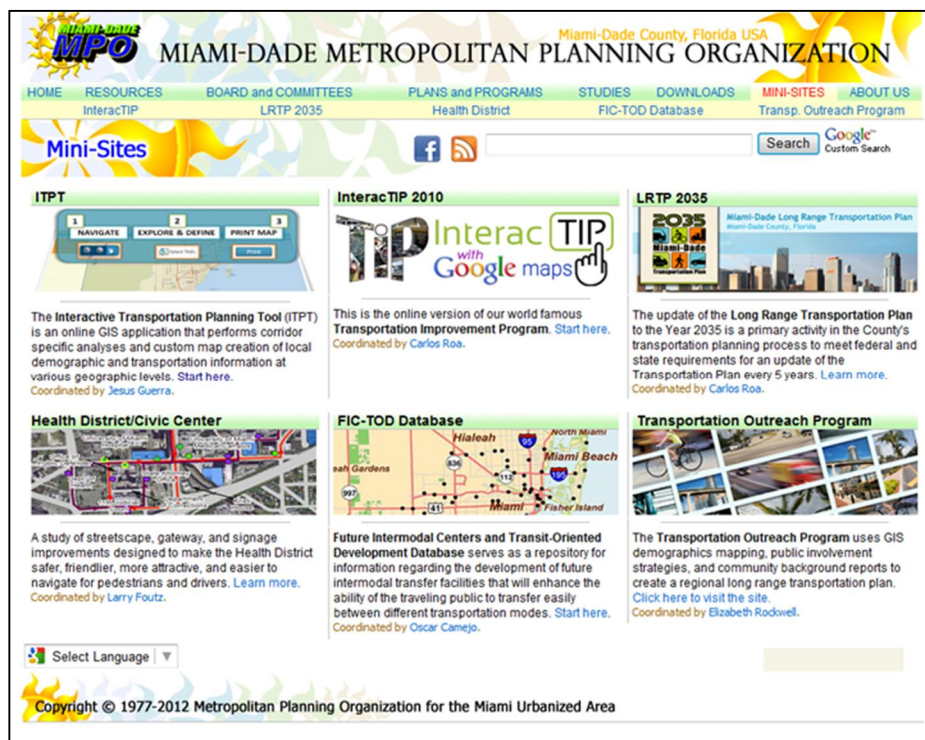 MIAMI-DADE
MPO
Miami-Dade County, Florida USA
MIAMI-DADE METROPOLITAN PLANNING ORGANIZATION
HOME RESOURCES BOARD and COMMITTEES PLANS and PROGRAMS STUDIES DOWNLOADS MINI-SITES ABOUT US
InteracTIP LRTP 2035 Health District FIC-TOD Database Transp. Outreach Program
Mini-Sites
Search
Google™
Custom Search
ITPT
1 2 3
NAVIGATE EXPLORE & DEFINE PRINT MAP
Print
The Interactive Transportation Planning Tool (ITPT)
is an online GIS application that performs corridor
specific analyses and custom map creation of local
demographic and transportation information at
various geographic levels. Start here.
Coordinated by Jesus Guerra.
InteracTIP 2010
TIP
Interac TIP
with
Google maps
This is the online version of our world famous
Transportation Improvement Program. Start here.
Coordinated by Carlos Roa.
LRTP 2035
2035
Miami-Dade
Transportation Plan
Miami-Dade Long Range Transportation Plan
Miami-Dade County, Florida
The update of the Long Range Transportation Plan
to the Year 2035 is a primary activity in the County's
transportation planning process to meet federal and
state requirements for an update of the
Transportation Plan every 5 years. Learn more.
Coordinated by Carlos Roa.
Health District/Civic Center
A study of streetscape, gateway, and signage
improvements designed to make the Health District
safer, friendlier, more attractive, and easier to
navigate for pedestrians and drivers. Learn more.
Coordinated by Larry Foutz.
FIC-TOD Database
Hialeah
95
North Miami
eah Gardens
836
Miami Beach
112
195
997
41
Miami
Fisher Island
Future Intermodal Centers and Transit-Oriented
Development Database serves as a repository for
information regarding the development of future
intermodal transfer facilities that will enhance the
ability of the traveling public to transfer easily
between different transportation modes. Start here.
Coordinated by Oscar Camejo.
Transportation Outreach Program
The Transportation Outreach Program uses GIS
demographics mapping, public involvement
strategies, and community background reports to
create a regional long range transportation plan.
Click here to visit the site.
Coordinated by Elizabeth Rockwell.
Select Language
Copyright © 1977-2012 Metropolitan Planning Organization for the Miami Urbanized Area